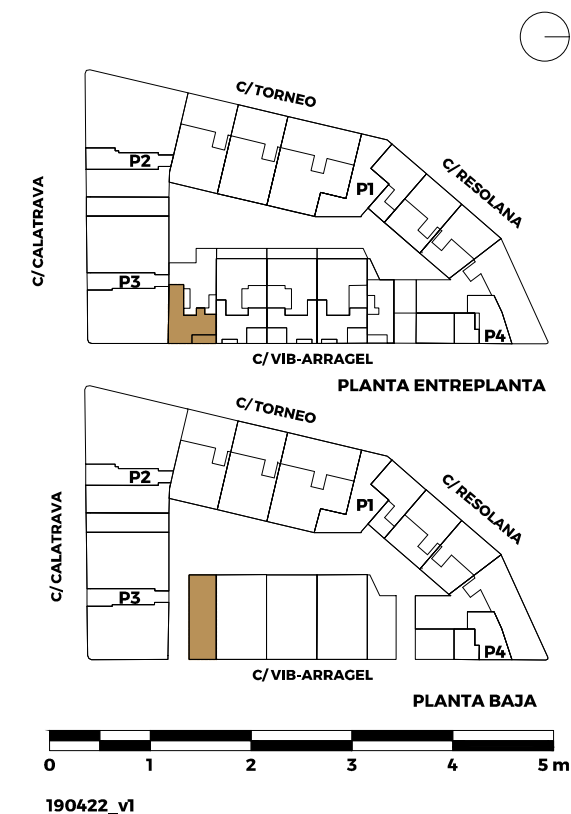 C/ TORNEO
C/ RESOLANA
P2
P1
C/ CALATRAVA
P3
P4
C/ VIB-ARRAGEL
PLANTA ENTREPLANTA
C/ TORNEO
C/ RESOLANA
P2
P1
C/ CALATRAVA
P3
P4
C/ VIB-ARRAGEL
PLANTA BAJA
0 1 2 3 4 5 m
190422_v1